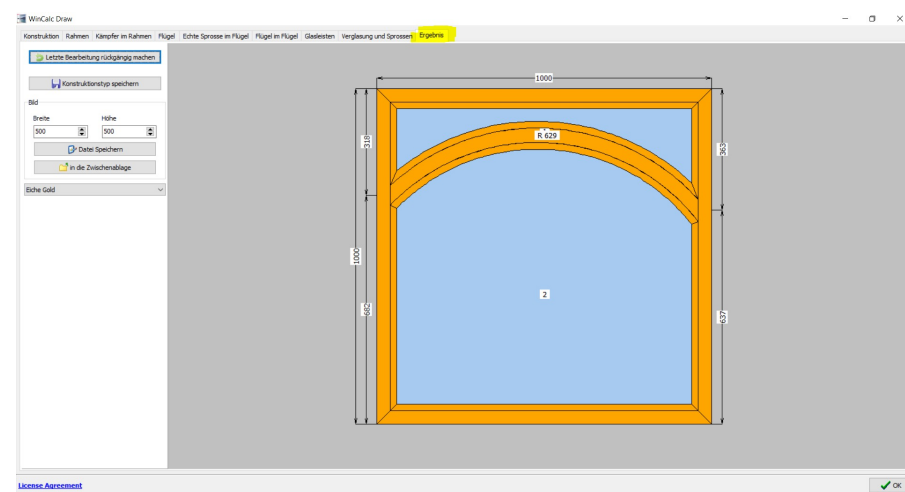 WinCalc Draw
Konstruktion Rahmen Kämpfer im Rahmen Flügel Echte Sprosse im Flügel Flügel im Flügel Glasleisten Verglasung und Sprossen Ergebnis
Letzte Bearbeitung rückgängig machen
Konstruktionstyp speichern
Bild
Breite Höhe
500 500
Datei Speichern
in die Zwischenablage
Eiche Gold
1000
R 629
318
363
1000
2
682
637
License Agreement
OK